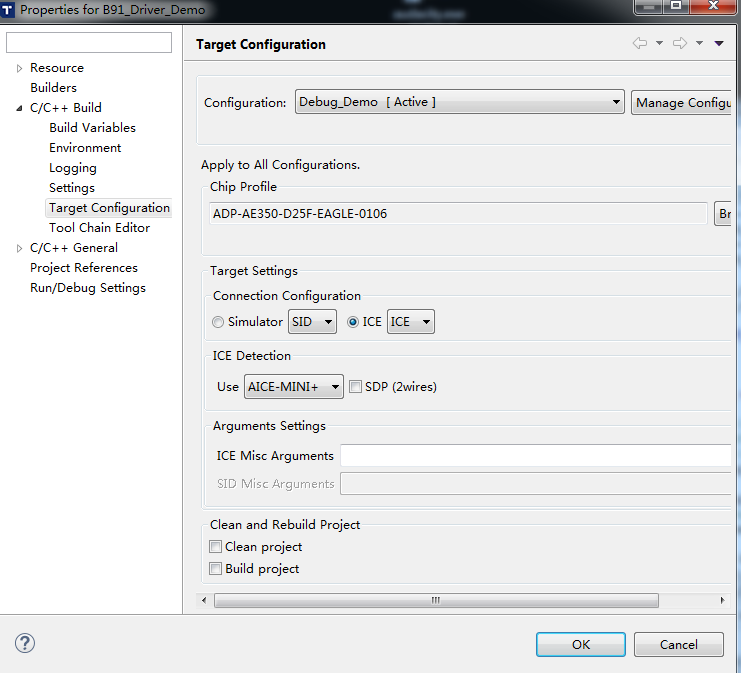 T Properties for B91_Driver_Demo
Target Configuration
Resource
Builders
C/C++ Build
Build Variables
Environment
Logging
Settings
Target Configuration
Tool Chain Editor
C/C++ General
Project References
Run/Debug Settings
Configuration: Debug_Demo [ Active ] Manage Configu
Apply to All Configurations.
Chip Profile
ADP-AE350-D25F-EAGLE-0106 Br
Target Settings
Connection Configuration
Simulator SID ICE ICE
ICE Detection
Use AICE-MINI+ SDP (2wires)
Arguments Settings
ICE Misc Arguments
SID Misc Arguments
Clean and Rebuild Project
Clean project
Build project
? OK Cancel